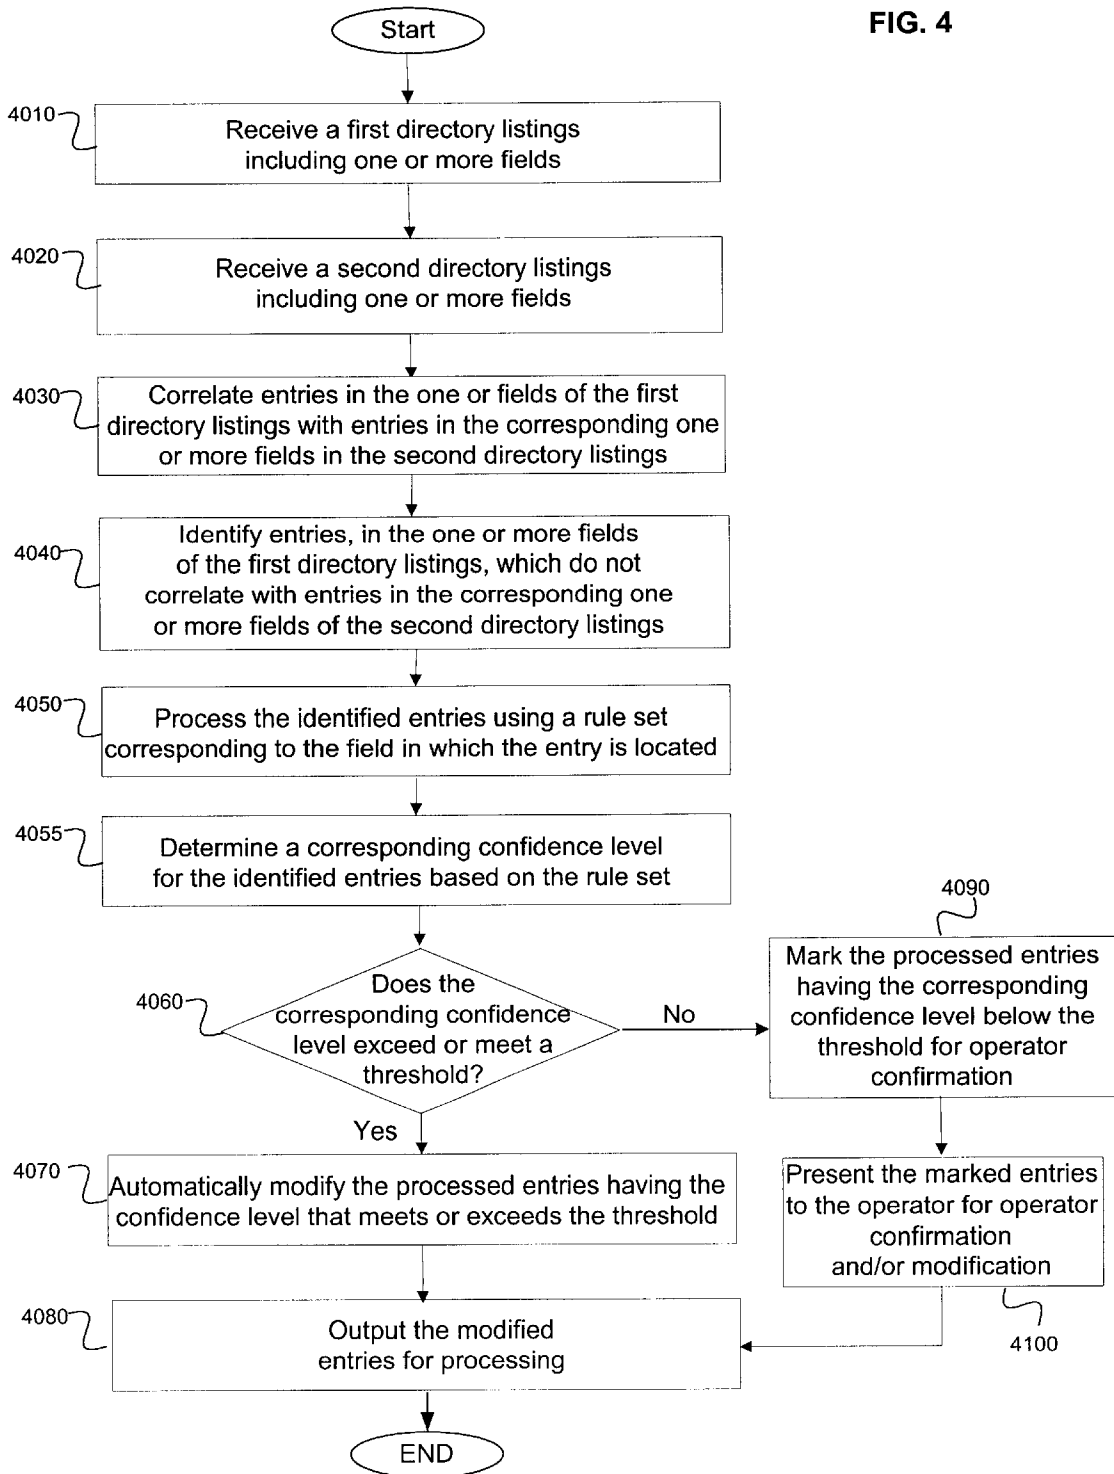 FIG. 4
Start
4010
Receive a first directory listings
including one or more fields
4020
Receive a second directory listings
including one or more fields
4030
Correlate entries in the one or fields of the first
directory listings with entries in the corresponding one
or more fields in the second directory listings
4040
Identify entries, in the one or more fields
of the first directory listings, which do not
correlate with entries in the corresponding one
or more fields of the second directory listings
4050
Process the identified entries using a rule set
corresponding to the field in which the entry is located
4055
Determine a corresponding confidence level
for the identified entries based on the rule set
4060
Does the
corresponding confidence
level exceed or meet a
threshold?
No
4090
Mark the processed entries
having the corresponding
confidence level below the
threshold for operator
confirmation
Yes
4070
Automatically modify the processed entries having the
confidence level that meets or exceeds the threshold
Present the marked entries
to the operator for operator
confirmation
and/or modification
4100
4080
Output the modified
entries for processing
END